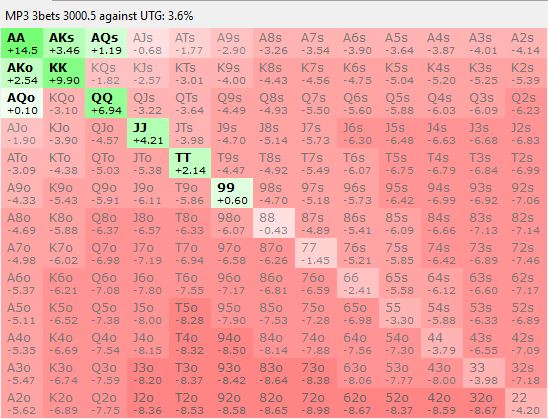 MP3 3bets 3000.5 against UTG: 3.6%
AA AKs AQs AJs ATs A9s A8s A7s A6s A5s A4s A3s A2s
+14.5 +3.46 +1.19 -0.68 -1.77 -2.90 -3.26 -3.54 -3.90 -3.64 -3.87 -4.01 -4.14
AKo KK KQs KJs KTs K9s K8s K7s K6s K5s K4s K3s K2s
+2.54 +9.90 -1.82 -2.57 -3.01 -4.00 -4.43 -4.56 -4.75 -5.04 -5.20 -5.25 -5.39
AQo KQo QQ QJs QTs Q9s Q8s Q7s Q6s Q5s Q4s Q3s Q2s
+0.10 -3.10 +6.94 -3.22 -3.64 -4.49 -4.93 -5.50 -5.60 -5.88 -6.03 -6.09 -6.23
AJo KJo QJo JJ JTs J9s J8s J7s J6s J5s J4s J3s J2s
-1.90 -3.90 -4.57 +4.21 -3.98 -4.70 -5.14 -5.73 -6.30 -6.48 -6.63 -6.68 -6.83
ATo KTo QTo JTo TT T9s T8s T7s T6s T5s T4s T3s T2s
-3.09 -4.38 -5.03 -5.38 +2.14 -4.47 -4.92 -5.49 -6.07 -6.75 -6.79 -6.84 -6.99
A9o K9o Q9o J9o T9o 99 98s 97s 96s 95s 94s 93s 92s
-4.33 -5.43 -5.91 -6.11 -5.86 +0.60 -4.70 -5.18 -5.73 -6.42 -6.99 -6.92 -7.06
A8o K8o Q8o J8o T8o 98o 88 87s 86s 85s 84s 83s 82s
-4.69 -5.88 -6.37 -6.57 -6.33 -6.07 -0.43 -4.89 -5.41 -6.09 -6.66 -7.13 -7.14
A7o K7o Q7o J7o T7o 97o 87o 77 76s 75s 74s 73s 72s
-4.98 -6.02 -6.98 -7.19 -6.94 -6.58 -6.26 -1.45 -5.21 -5.85 -6.42 -6.89 -7.46
A6o K6o Q6o J6o T6o 96o 86o 76o 66 65s 64s 63s 62s
-5.37 -6.21 -7.08 -7.80 -7.55 -7.17 -6.81 -6.59 -2.41 -5.58 -6.12 -6.60 -7.17
A5o K5o Q5o J5o T5o 95o 85o 75o 65o 55 54s 53s 52s
-5.11 -6.52 -7.38 -8.00 -8.28 -7.90 -7.53 -7.28 -6.98 -3.30 -5.88 -6.33 -6.89
A4o K4o Q4o J4o T4o 94o 84o 74o 64o 54o 44 43s 42s
-5.35 -6.69 -7.54 -8.15 -8.32 -8.50 -8.14 -7.88 -7.56 -7.30 -3.79 -6.55 -7.09
A3o K3o Q3o J3o T3o 93o 83o 73o 63o 53o 43o 33 32s
-5.47 -6.74 -7.59 -8.20 -8.37 -8.42 -8.64 -8.38 -8.06 -7.77 -8.00 -3.98 -7.18
A2o K2o Q2o J2o T2o 92o 82o 72o 62o 52o 42o 32o 22
-5.62 -6.89 -7.75 -8.36 -8.53 -8.58 -8.65 -8.98 -8.67 -8.37 -8.59 -8.67 -4.26